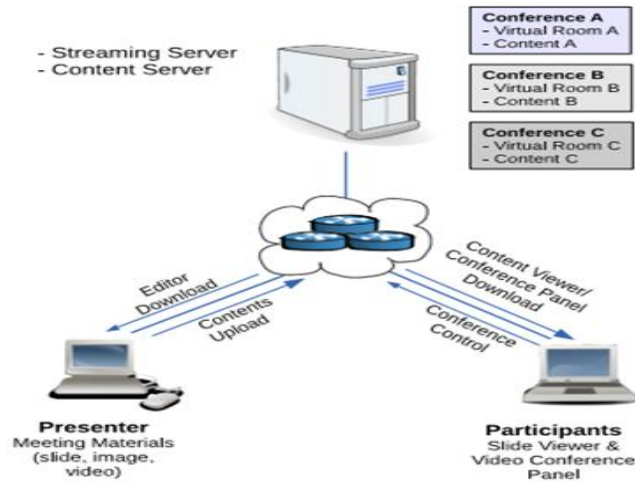 - Streaming Server
- Content Server
Conference A
- Virtual Room A
- Content A
Conference B
- Virtual Room B
- Content B
Conference C
- Virtual Room C
- Content C
Editor
Download
Contents
Upload
Content Viewer/
Conference Panel
Download
Conference
Control
Presenter
Meeting Materials
(slide, image,
video)
Participants
Slide Viewer &
Video Conference
Panel